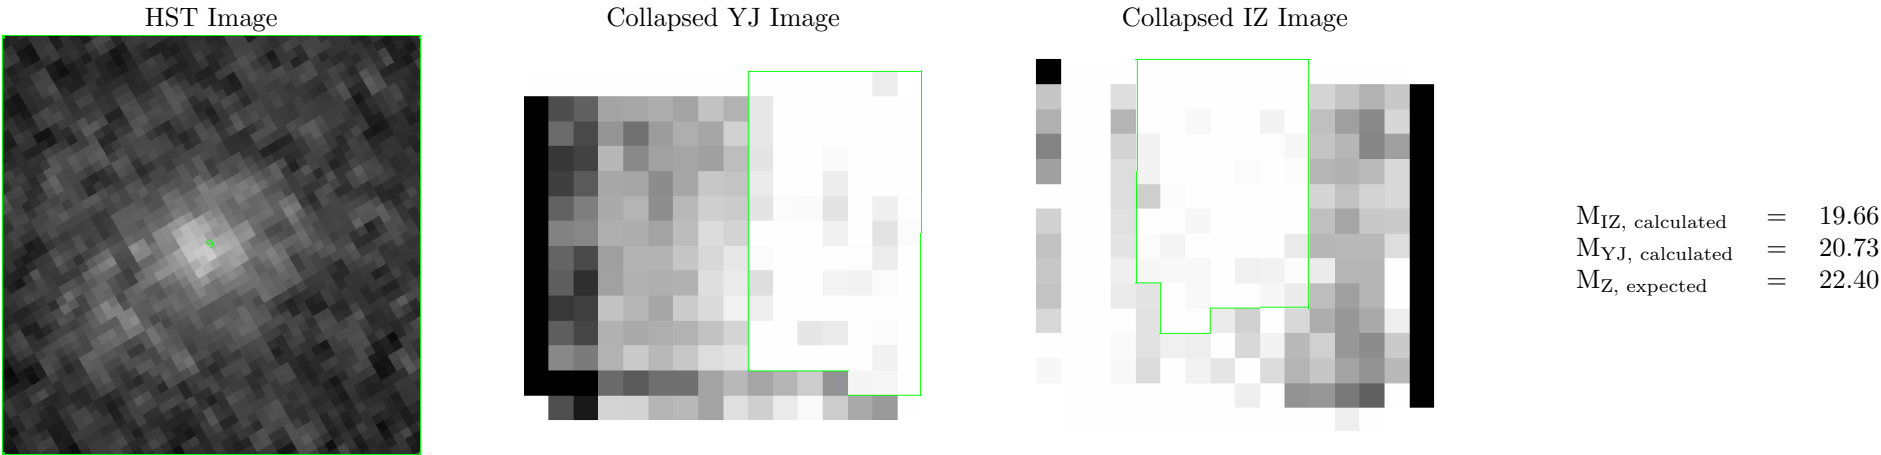 HST Image
Collapsed YJ Image
Collapsed IZ Image
M_IZ, calculated = 19.66
M_YJ, calculated = 20.73
M_Z, expected = 22.40